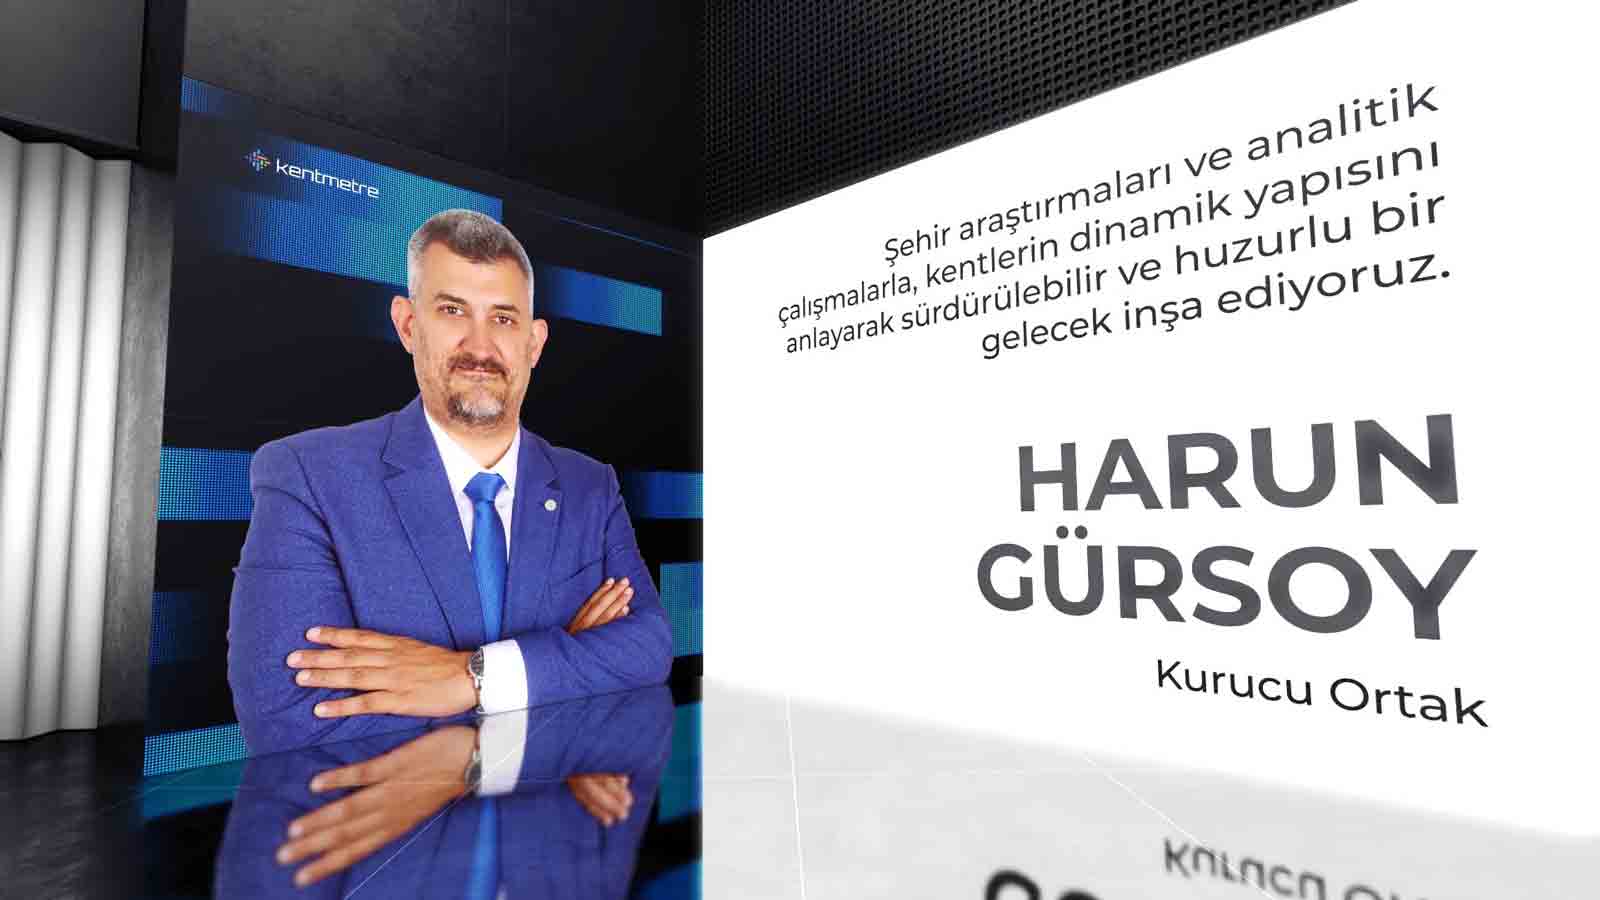 kentmetre
Şehir araştırmaları ve analitik
çalışmalarla, kentlerin dinamik yapısını
anlayarak sürdürülebilir ve huzurlu bir
gelecek inşa ediyoruz.
HARUN
GÜRSOY
Kurucu Ortak